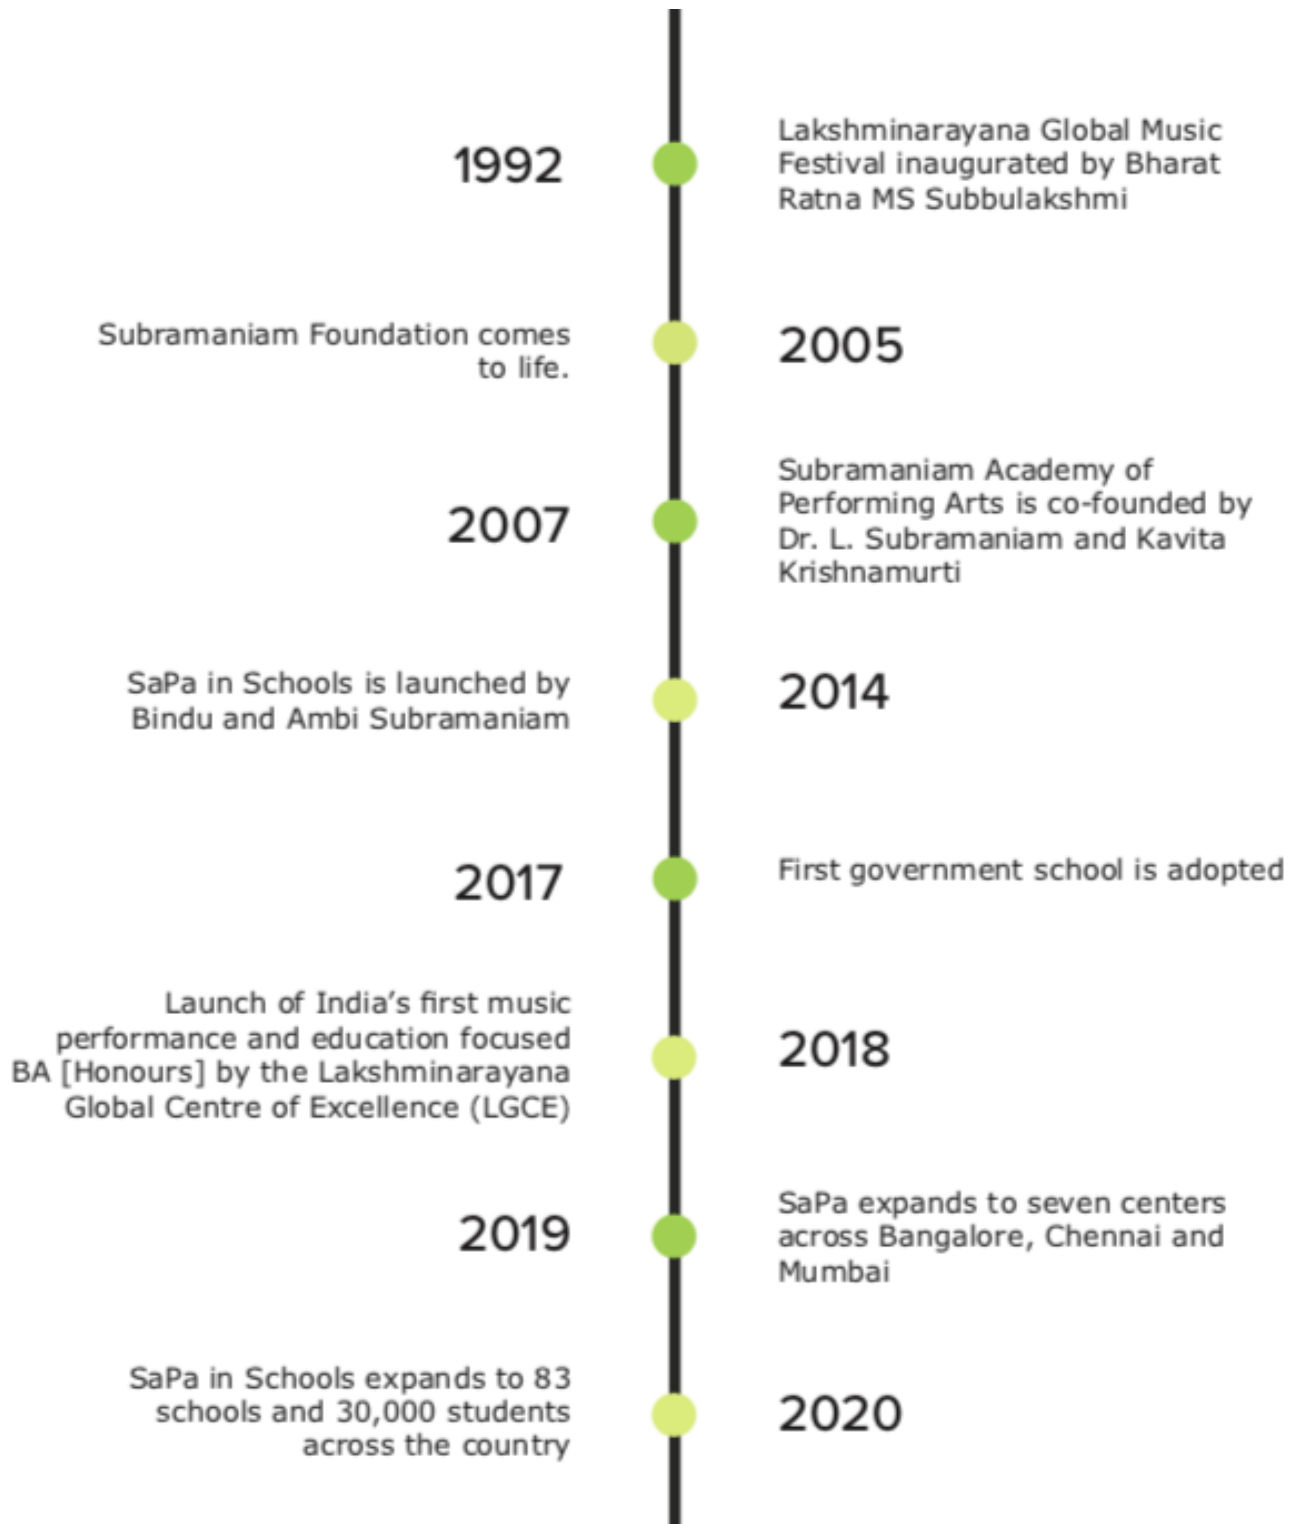 1992
Lakshminarayana Global Music
Festival inaugurated by Bharat
Ratna MS Subbulakshmi
Subramaniam Foundation comes
to life.
2005
2007
Subramaniam Academy of
Performing Arts is co-founded by
Dr. L. Subramaniam and Kavita
Krishnamurti
SaPa in Schools is launched by
Bindu and Ambi Subramaniam
2014
2017
First government school is adopted
Launch of India’s first music
performance and education focused
BA [Honours] by the Lakshminarayana
Global Centre of Excellence (LGCE)
2018
2019
SaPa expands to seven centers
across Bangalore, Chennai and
Mumbai
SaPa in Schools expands to 83
schools and 30,000 students
across the country
2020